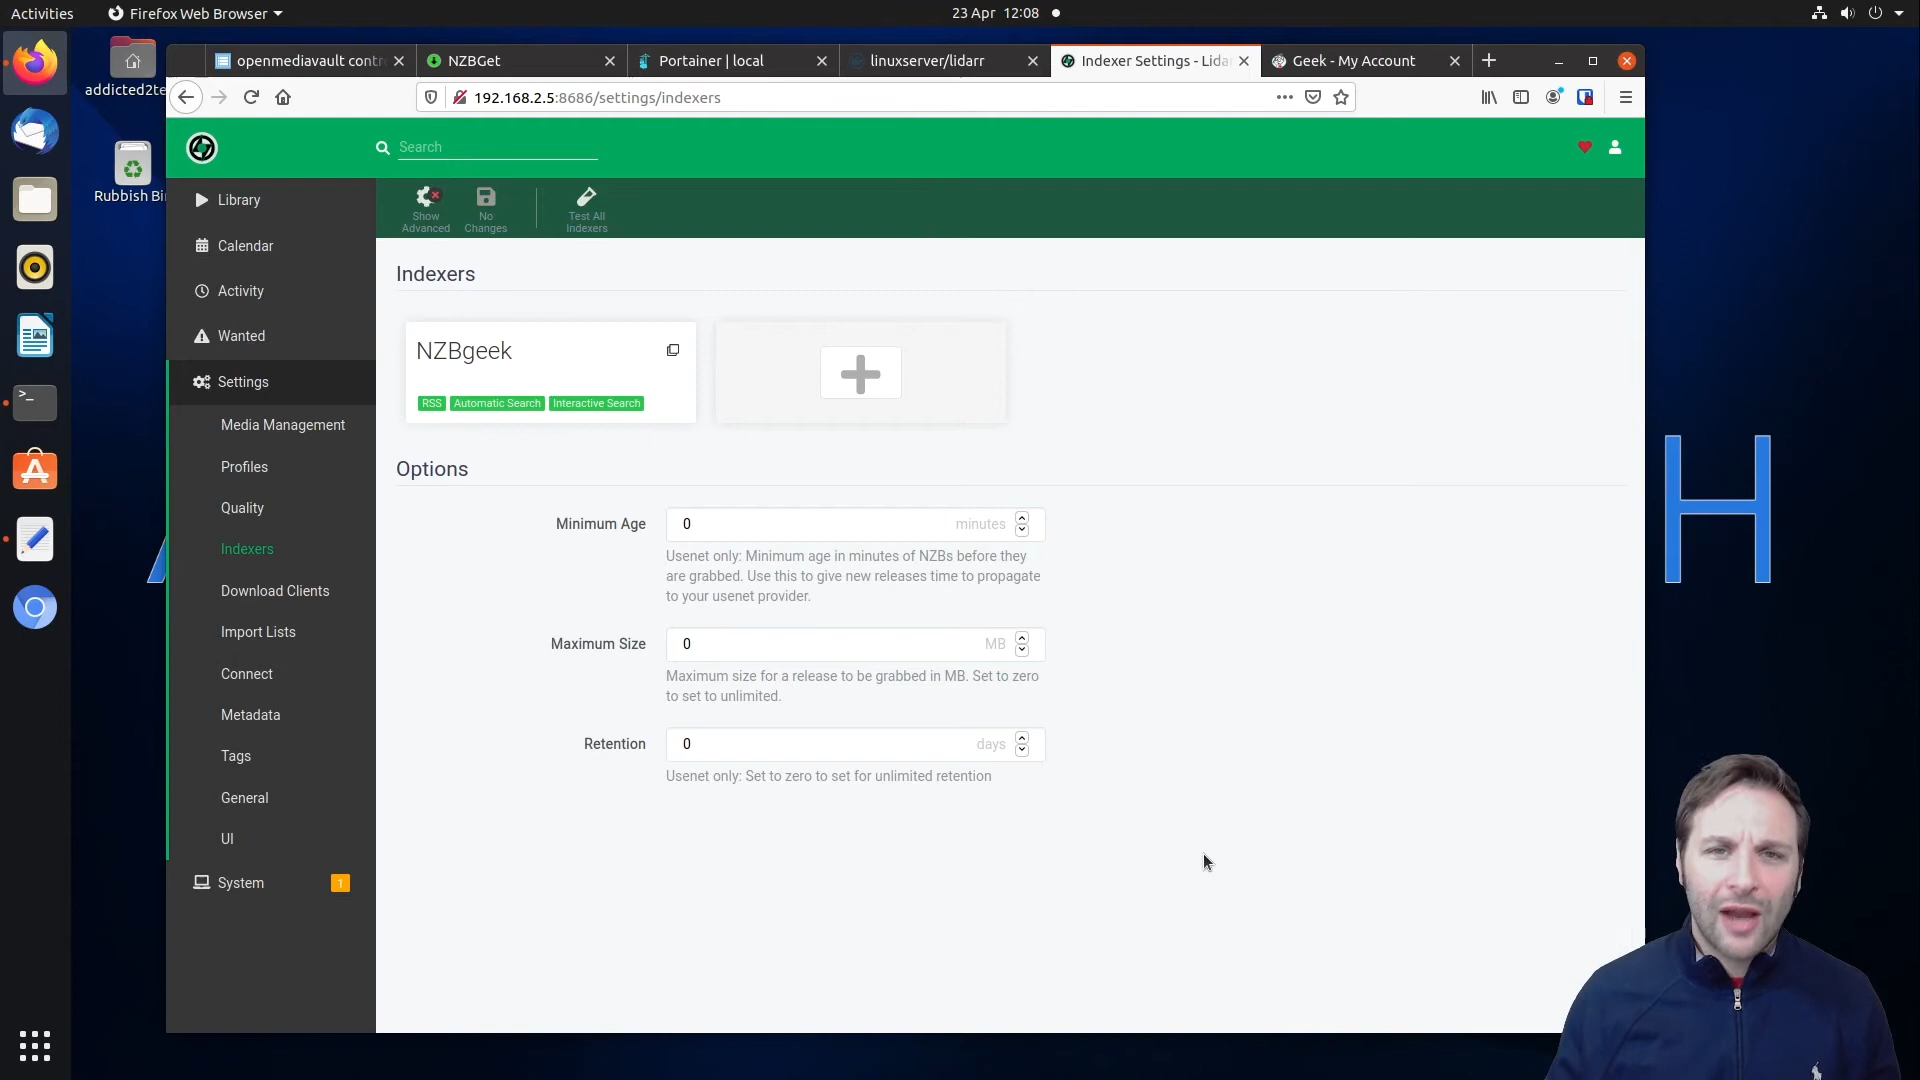 Activities
Firefox Web Browser
23 Apr 12:08
addicted2te
Rubbish Bi
openmediavault contr
NZBGet
Portainer | local
linuxserver/lidarr
Indexer Settings - Lida
Geek - My Account
192.168.2.5:8686/settings/indexers
Search
Library
Calendar
Activity
Wanted
Settings
Media Management
Profiles
Quality
Indexers
Download Clients
Import Lists
Connect
Metadata
Tags
General
UI
System
1
Show
Advanced
No
Changes
Test All
Indexers
Indexers
NZBgeek
RSS Automatic Search Interactive Search
Options
Minimum Age
0
minutes
Usenet only: Minimum age in minutes of NZBs before they
are grabbed. Use this to give new releases time to propagate
to your usenet provider.
Maximum Size
0
MB
Maximum size for a release to be grabbed in MB. Set to zero
to set to unlimited.
Retention
0
days
Usenet only: Set to zero to set for unlimited retention
H